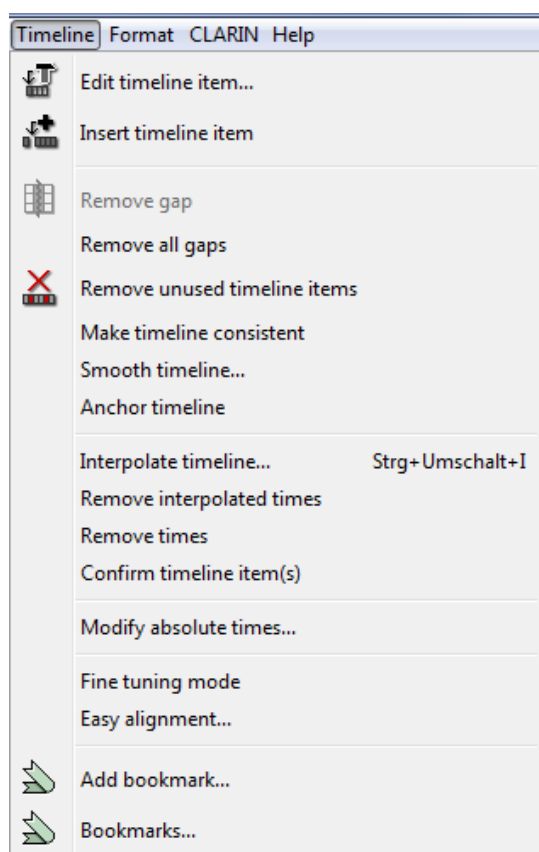 Timeline Format CLARIN Help
Edit timeline item...
Insert timeline item
Remove gap
Remove all gaps
Remove unused timeline items
Make timeline consistent
Smooth timeline...
Anchor timeline
Interpolate timeline... Strg+Umschalt+I
Remove interpolated times
Remove times
Confirm timeline item(s)
Modify absolute times...
Fine tuning mode
Easy alignment...
Add bookmark...
Bookmarks...